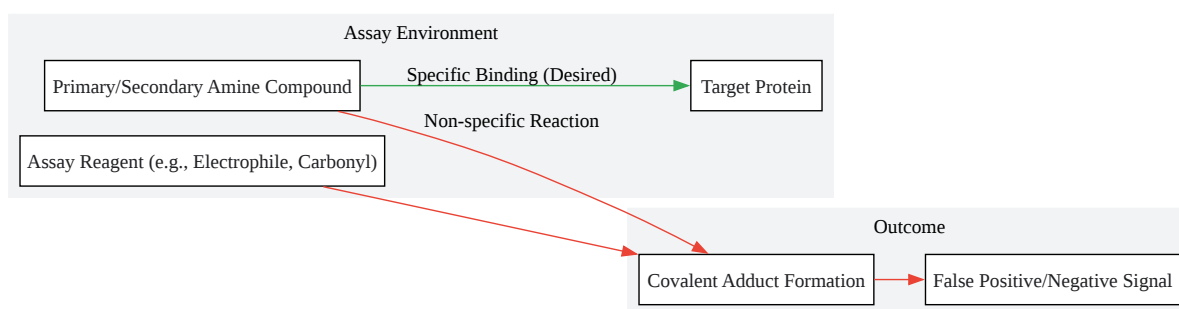 Assay Environment
Specific Binding (Desired)
Primary/Secondary Amine Compound
Target Protein
Non-specific Reaction
Assay Reagent (e.g., Electrophile, Carbonyl)
Outcome
Covalent Adduct Formation
False Positive/Negative Signal